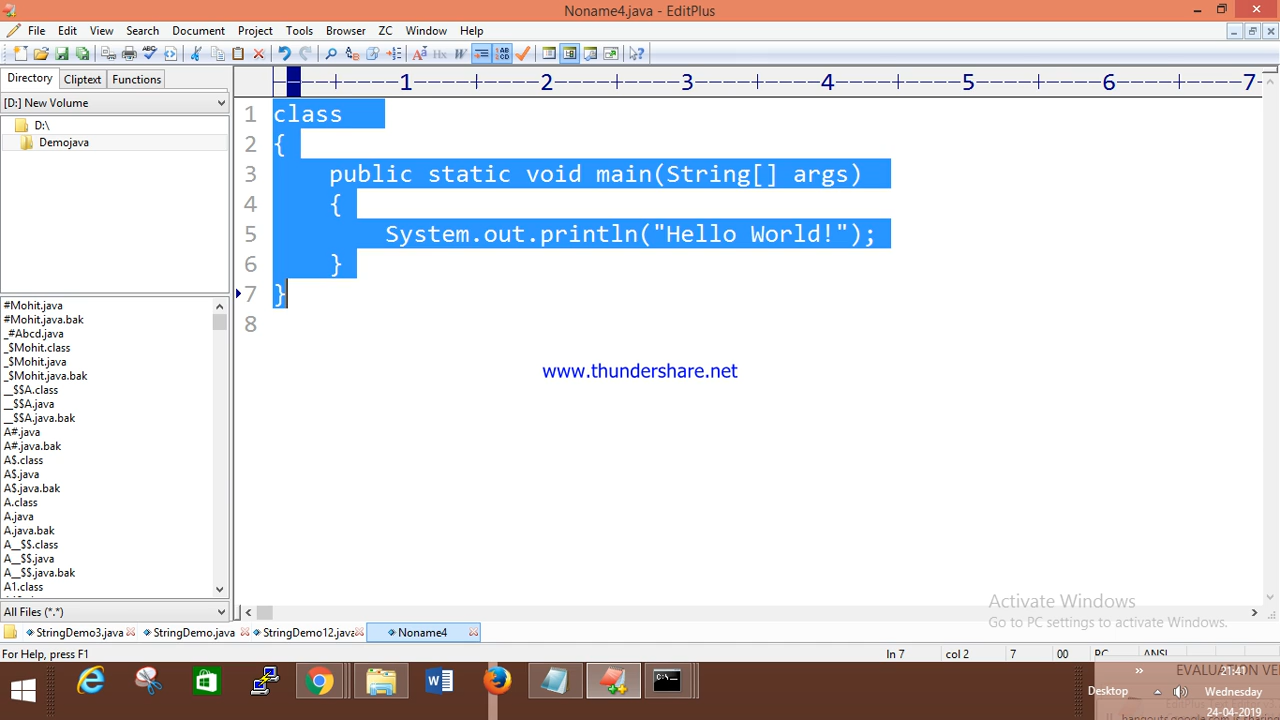 Noname4.java - EditPlus
File Edit View Search Document Project Tools Browser ZC Window Help
Directory Cliptext Functions
[D:] New Volume
D:\
Demojava
#Mohit.java
#Mohit.java.bak
_#Abcd.java
_$Mohit.class
_$Mohit.java
_$Mohit.java.bak
__$$A.class
__$$A.java
__$$A.java.bak
A#.java
A#.java.bak
A$.class
A$.java
A$.java.bak
A.class
A.java
A.java.bak
A__$$.class
A__$$.java
A__$$.java.bak
A1.class
All Files (*.*)
1 2 3 4 5 6 7
1 class
2 {
3 public static void main(String[] args)
4 {
5 System.out.println("Hello World!");
6 }
7 }
8
www.thundershare.net
Activate Windows
Go to PC settings to activate Windows.
StringDemo3.java StringDemo.java StringDemo12.java Noname4
For Help, press F1 ln 7 col 2 7 00 PC ANSI
EVALUATION VE
21:41
Desktop Wednesday
24-04-2019